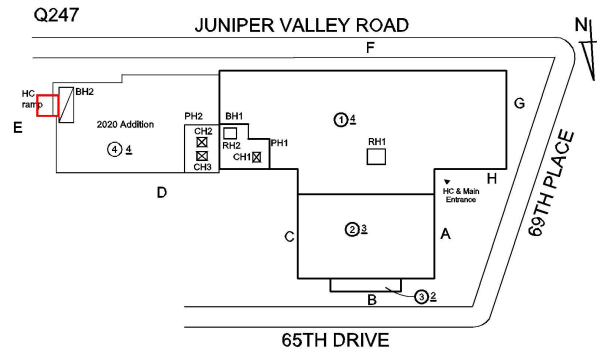 Q247
JUNIPER VALLEY ROAD
N
F
HC
ramp
BH2
G
E
2020 Addition
PH2
BH1
1 4
CH2
RH2
PH1
4 4
CH1
RH1
CH3
H
HC & Main
Entrance
D
69TH PLACE
C
2 3
A
B
3 2
65TH DRIVE